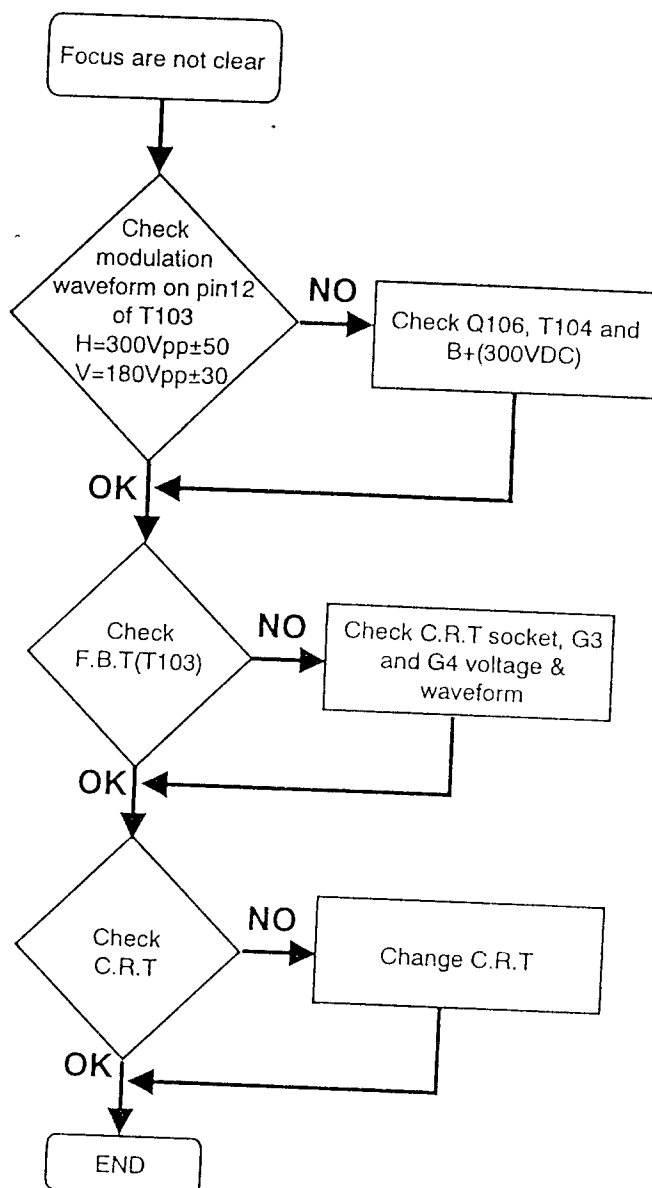 Focus are not clear
Check
modulation
waveform on pin12
of T103
H=300Vpp±50
V=180Vpp±30
NO
Check Q106, T104 and
B+(300VDC)
OK
Check
F.B.T(T103)
NO
Check C.R.T socket, G3
and G4 voltage &
waveform
OK
Check
C.R.T
NO
Change C.R.T
OK
END